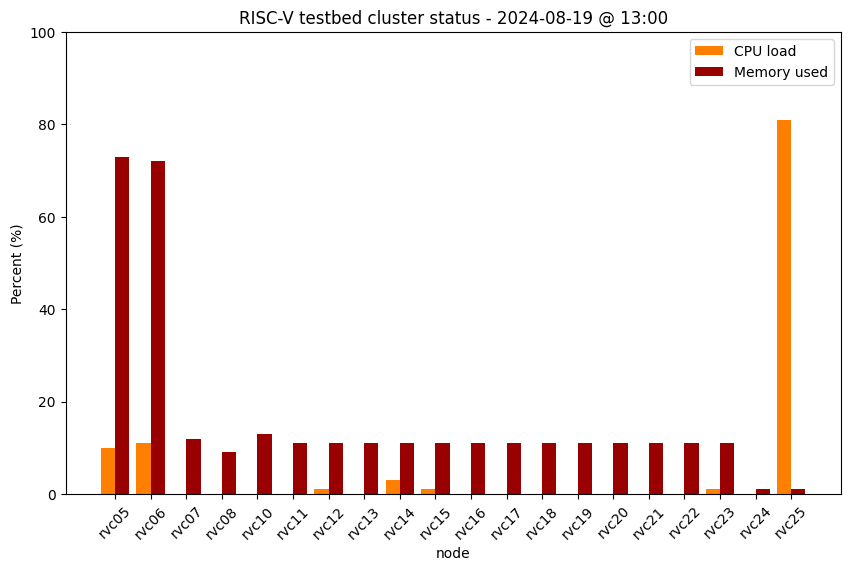 RISC-V testbed cluster status - 2024-08-19 @ 13:00
100
80
60
40
20
0
Percent (%)
CPU load
Memory used
rvc05
rvc06
rvc07
rvc08
rvc10
rvc11
rvc12
rvc13
rvc14
rvc15
rvc16
rvc17
rvc18
rvc19
rvc20
rvc21
rvc22
rvc23
rvc24
rvc25
node